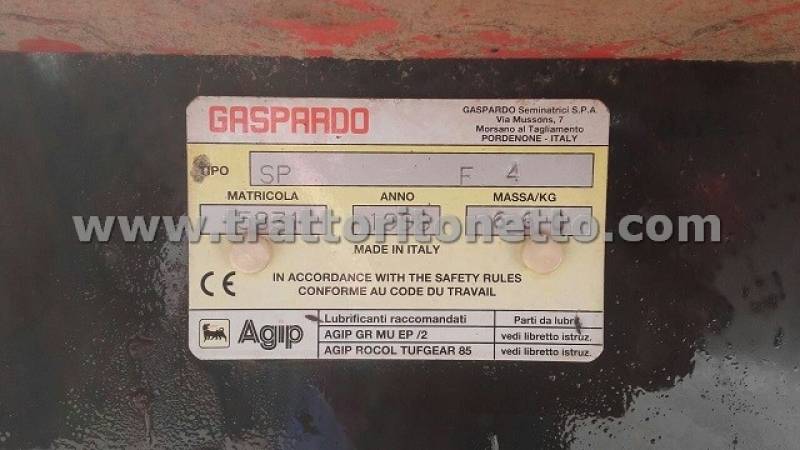 GASPARDO
GASPARDO Seminatrici S.P.A.
Via Mussons, 7
Morsano al Tagliamento
PORDENONE - ITALY
TIPO SP F 4
MATRICOLA ANNO MASSA/KG
www.trattoritonetto.com
MADE IN ITALY
CE IN ACCORDANCE WITH THE SAFETY RULES
CONFORME AU CODE DU TRAVAIL
Agip
Lubrificanti raccomandati Parti da lubrif.
AGIP GR MU EP /2 vedi libretto istruz.
AGIP ROCOL TUFGEAR 85 vedi libretto istruz.